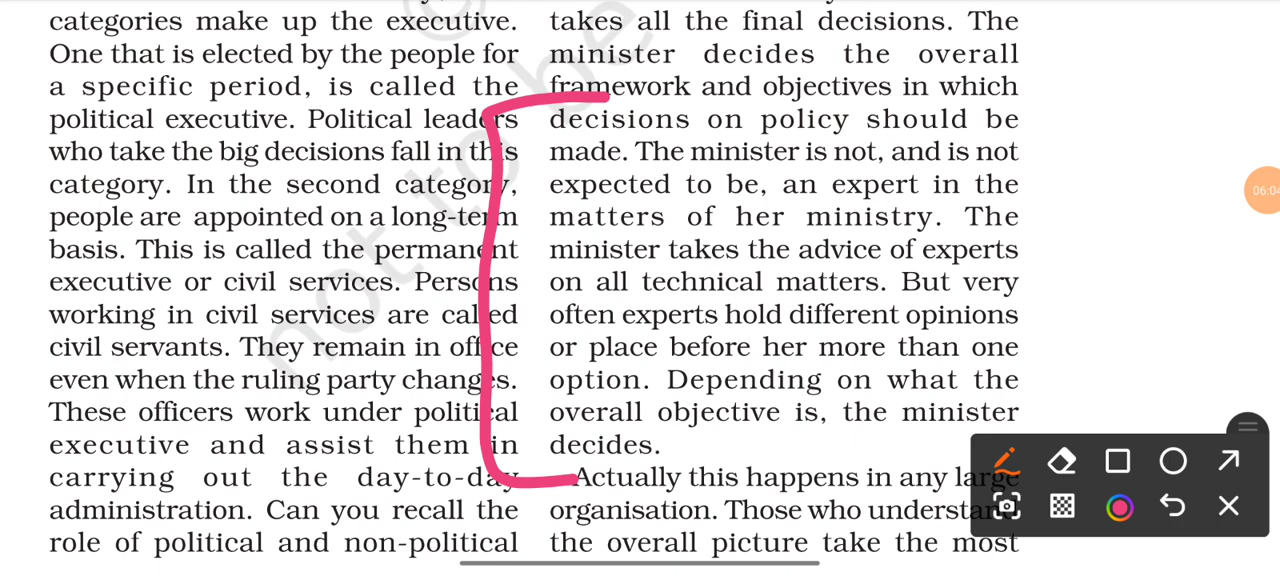 categories make up the executive.
One that is elected by the people for
a specific period, is called the
political executive. Political leaders
who take the big decisions fall in this
category. In the second category,
people are appointed on a long-term
basis. This is called the permanent
executive or civil services. Persons
working in civil services are called
civil servants. They remain in office
even when the ruling party changes.
These officers work under political
executive and assist them in
carrying out the day-to-day
administration. Can you recall the
role of political and non-political
takes all the final decisions. The
minister decides the overall
framework and objectives in which
decisions on policy should be
made. The minister is not, and is not
expected to be, an expert in the
matters of her ministry. The
minister takes the advice of experts
on all technical matters. But very
often experts hold different opinions
or place before her more than one
option. Depending on what the
overall objective is, the minister
decides.
Actually this happens in any large
organisation. Those who understand
the overall picture take the most
not to be
©
06:04